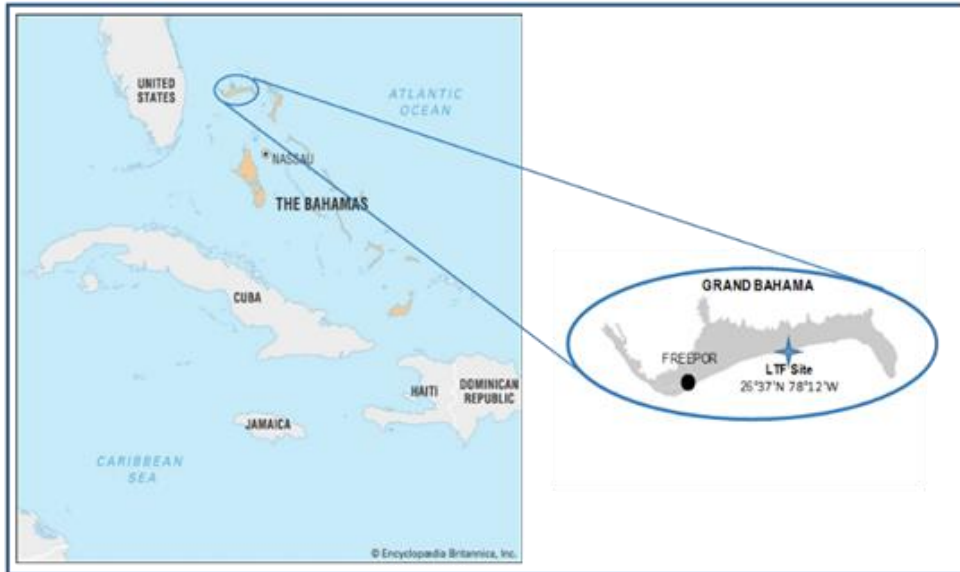 UNITED
STATES
ATLANTIC
OCEAN
NASSAU
THE BAHAMAS
CUBA
HAITI
DOMINICAN
REPUBLIC
JAMAICA
CARIBBEAN
SEA
© Encyclopædia Britannica, Inc.
GRAND BAHAMA
FREEPOR
LTF Site
26°37'N 78°12'W